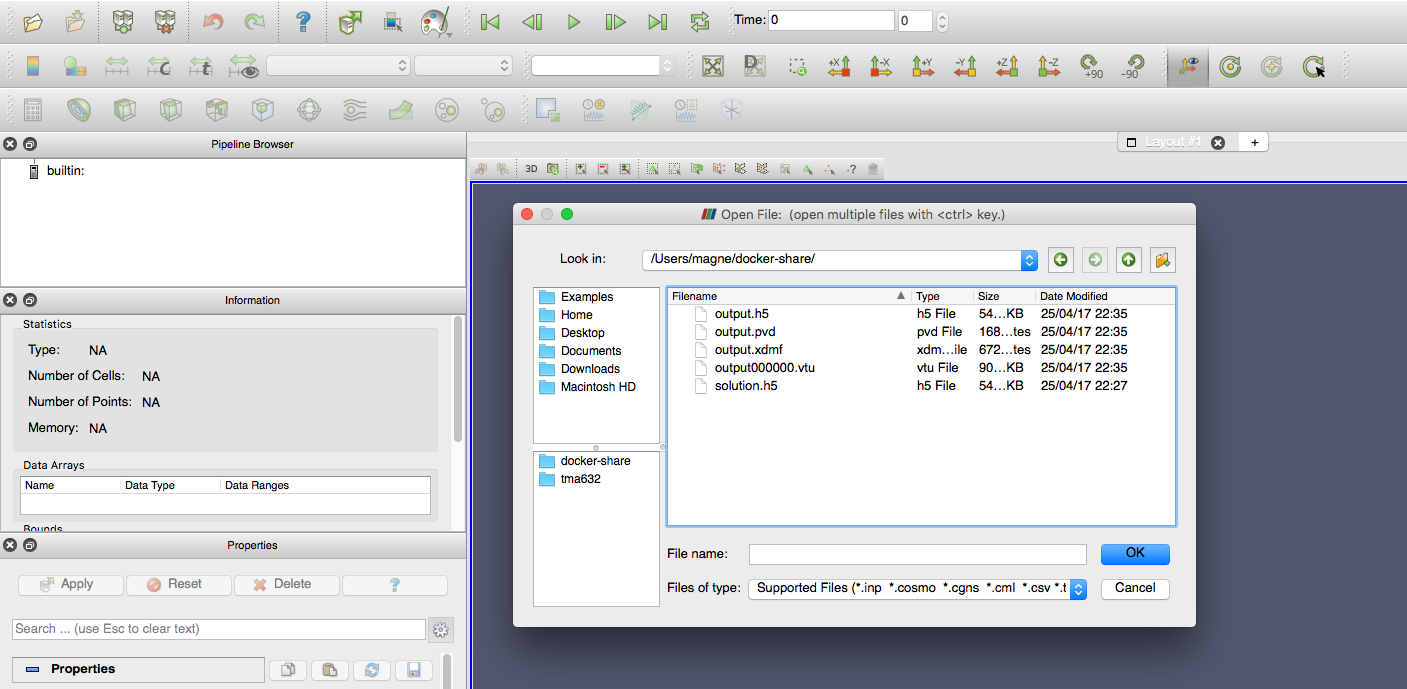 Time: 0 0
+X -X +Y -Y +Z -Z +90 -90
Pipeline Browser
builtin:
Layout #1 +
3D
Information
Statistics
Type: NA
Number of Cells: NA
Number of Points: NA
Memory: NA
Data Arrays
Name Data Type Data Ranges
Bounds
Properties
Apply Reset Delete ?
Search ... (use Esc to clear text)
Properties
Open File: (open multiple files with <ctrl> key.)
Look in: /Users/magne/docker-share/
Examples
Home
Desktop
Documents
Downloads
Macintosh HD
docker-share
tma632
Filename Type Size Date Modified
output.h5 h5 File 54...KB 25/04/17 22:35
output.pvd pvd File 168...tes 25/04/17 22:35
output.xdmf xdm...ile 672...tes 25/04/17 22:35
output000000.vtu vtu File 90...KB 25/04/17 22:35
solution.h5 h5 File 54...KB 25/04/17 22:27
File name: OK
Files of type: Supported Files (*.inp *.cosmo *.cgns *.cml *.csv *.t Cancel